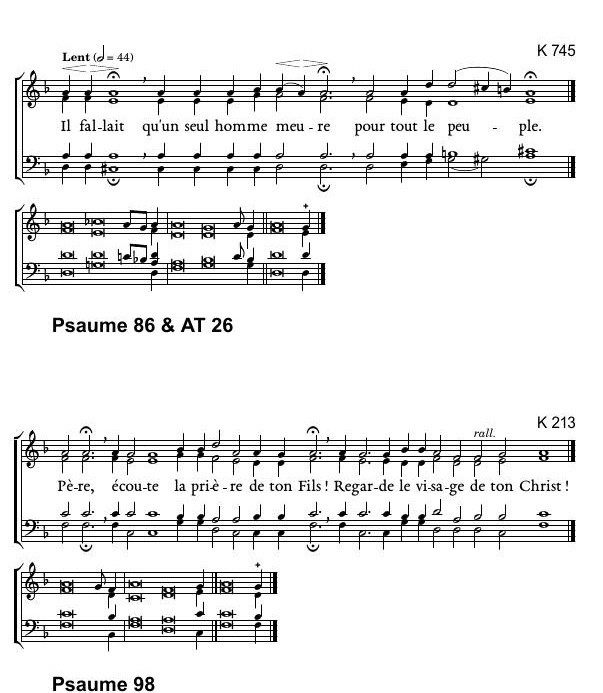 K 745
Lent (𝅗𝅥 = 44)
Il fal-lait qu'un seul homme meu - re pour tout le peu - ple.
Psaume 86 & AT 26
K 213
rall.
Pè-re, écou-te la priè-re de ton Fils ! Regar-de le vi-sa-ge de ton Christ !
Psaume 98